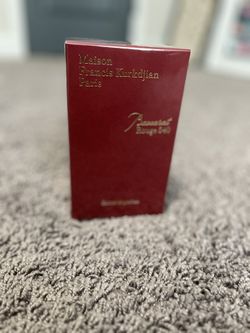 Maison
Francis Kurkdjian
Paris
Baccarat
Rouge 540